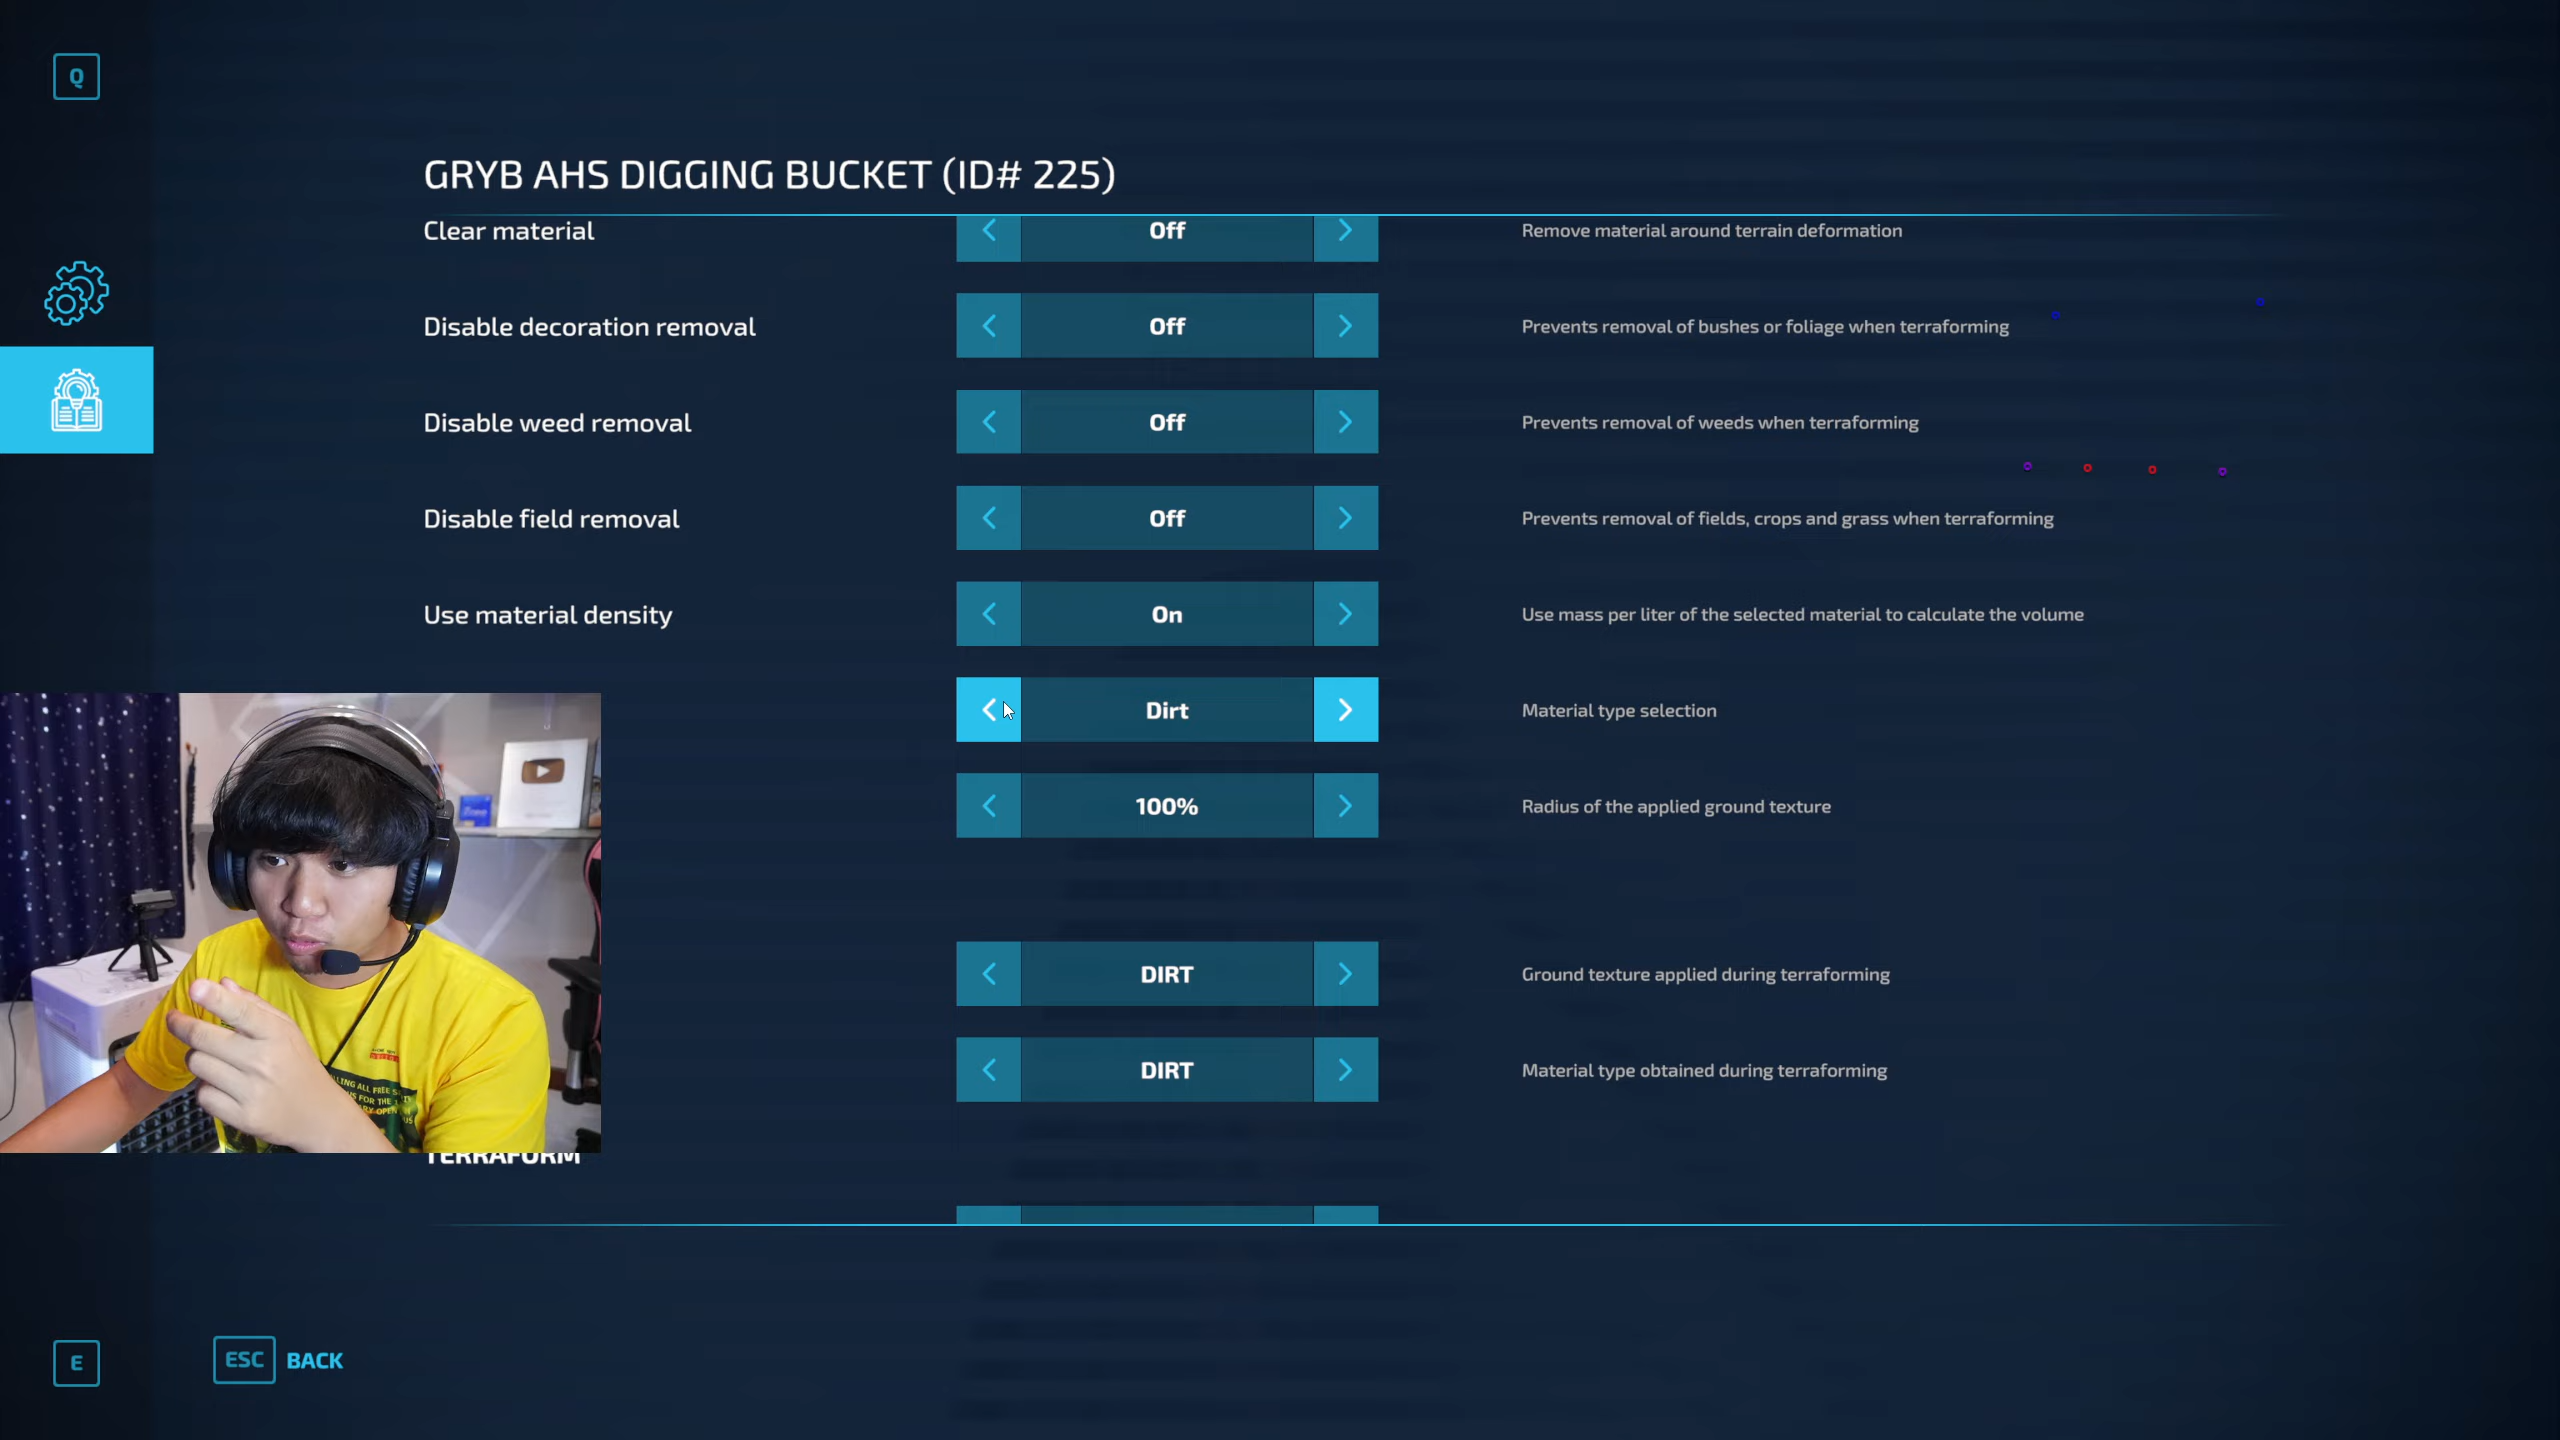 Q
GRYB AHS DIGGING BUCKET (ID# 225)
Clear material Off Remove material around terrain deformation
Disable decoration removal Off Prevents removal of bushes or foliage when terraforming
Disable weed removal Off Prevents removal of weeds when terraforming
Disable field removal Off Prevents removal of fields, crops and grass when terraforming
Use material density On Use mass per liter of the selected material to calculate the volume
Dirt Material type selection
100% Radius of the applied ground texture
DIRT Ground texture applied during terraforming
DIRT Material type obtained during terraforming
TERRAFORM
E ESC BACK